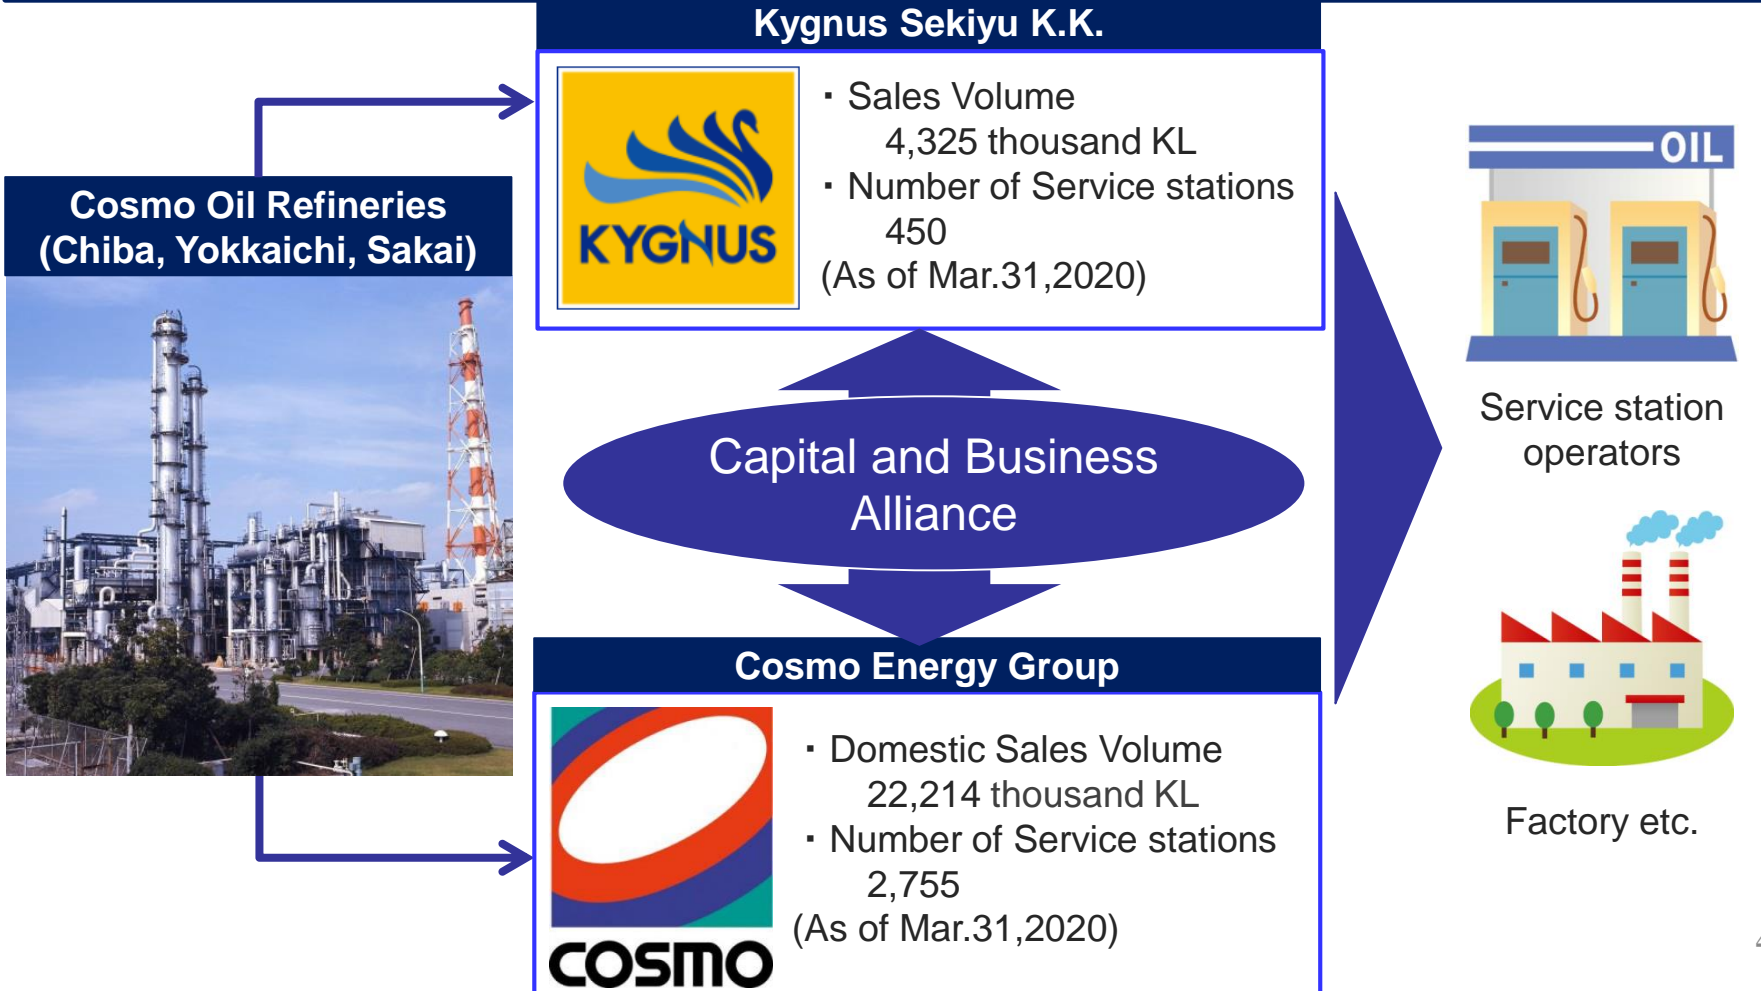 Kygnus Sekiyu K.K.
KYGNUS
・Sales Volume
4,325 thousand KL
・Number of Service stations
450
(As of Mar.31,2020)
Cosmo Oil Refineries
(Chiba, Yokkaichi, Sakai)
OIL
Service station
operators
Capital and Business
Alliance
Cosmo Energy Group
COSMO
・Domestic Sales Volume
22,214 thousand KL
・Number of Service stations
2,755
(As of Mar.31,2020)
Factory etc.